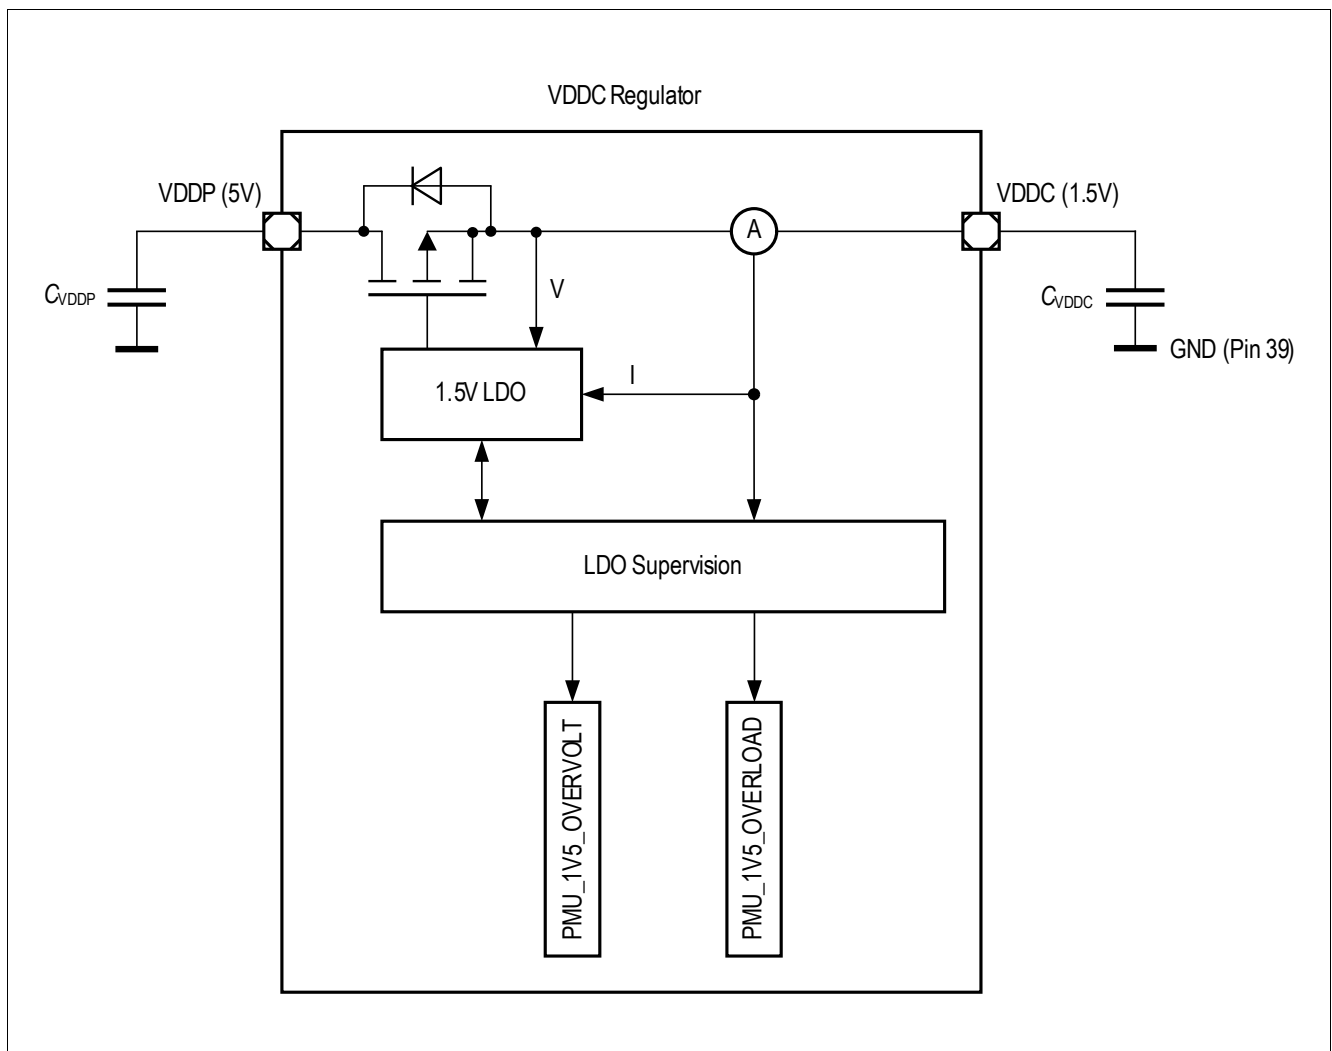 VDDC Regulator
VDDP (5V)
VDDC (1.5V)
A
CVDDP
V
CVDDC
GND (Pin 39)
I
1.5V LDO
LDO Supervision
PMU_1V5_OVERVOLT
PMU_1V5_OVERLOAD